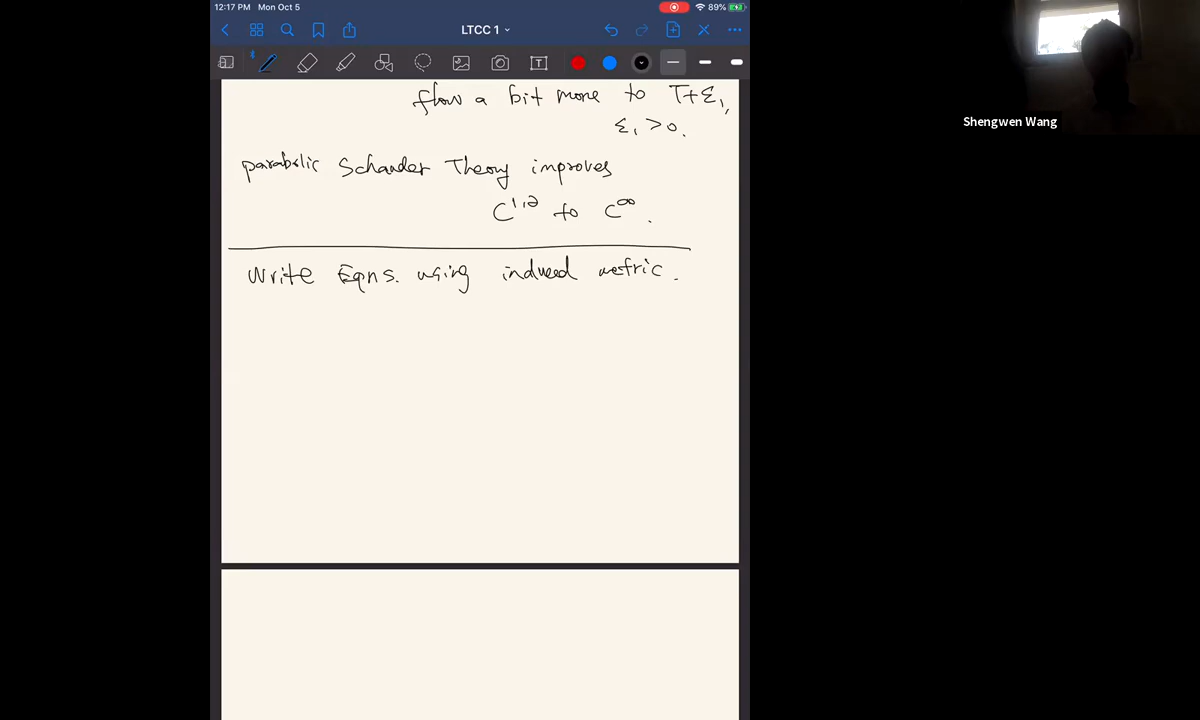 12:17 PM Mon Oct 5
89%
LTCC 1
T
flow a bit more to T+ε₁,
ε₁ > 0.
parabolic Schauder Theory improves
C^{1,2} to C^∞.
Write Eqns. using induced metric.
Shengwen Wang